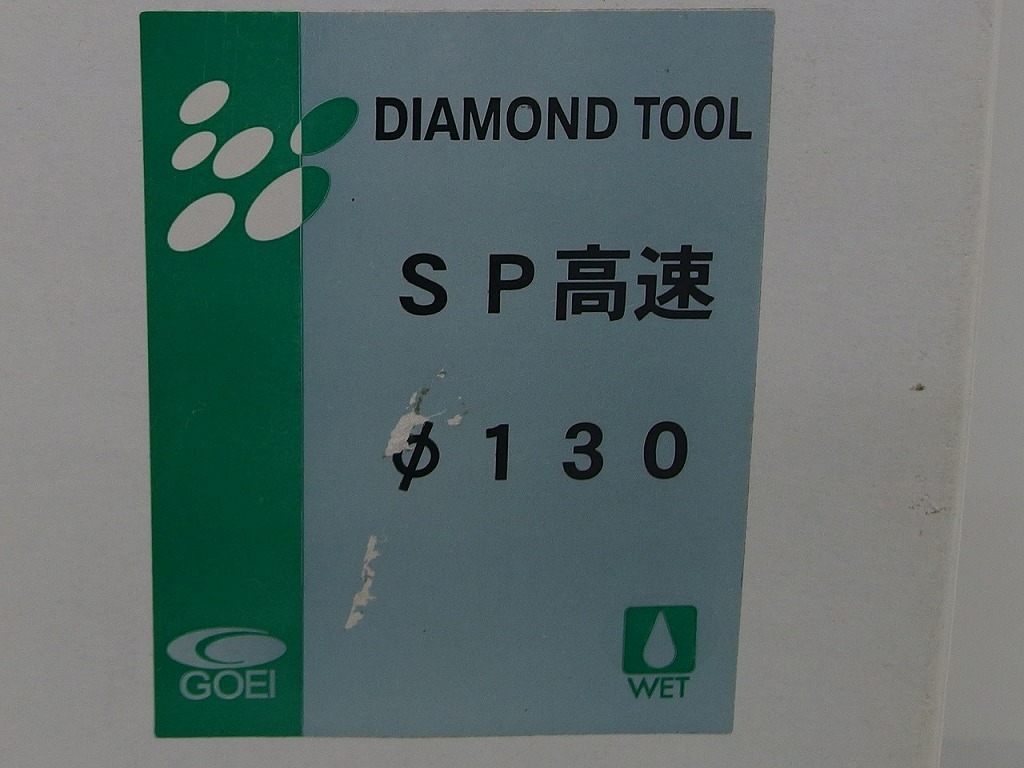 DIAMOND TOOL
ＳＰ高速
φ１３０
GOEI
WET